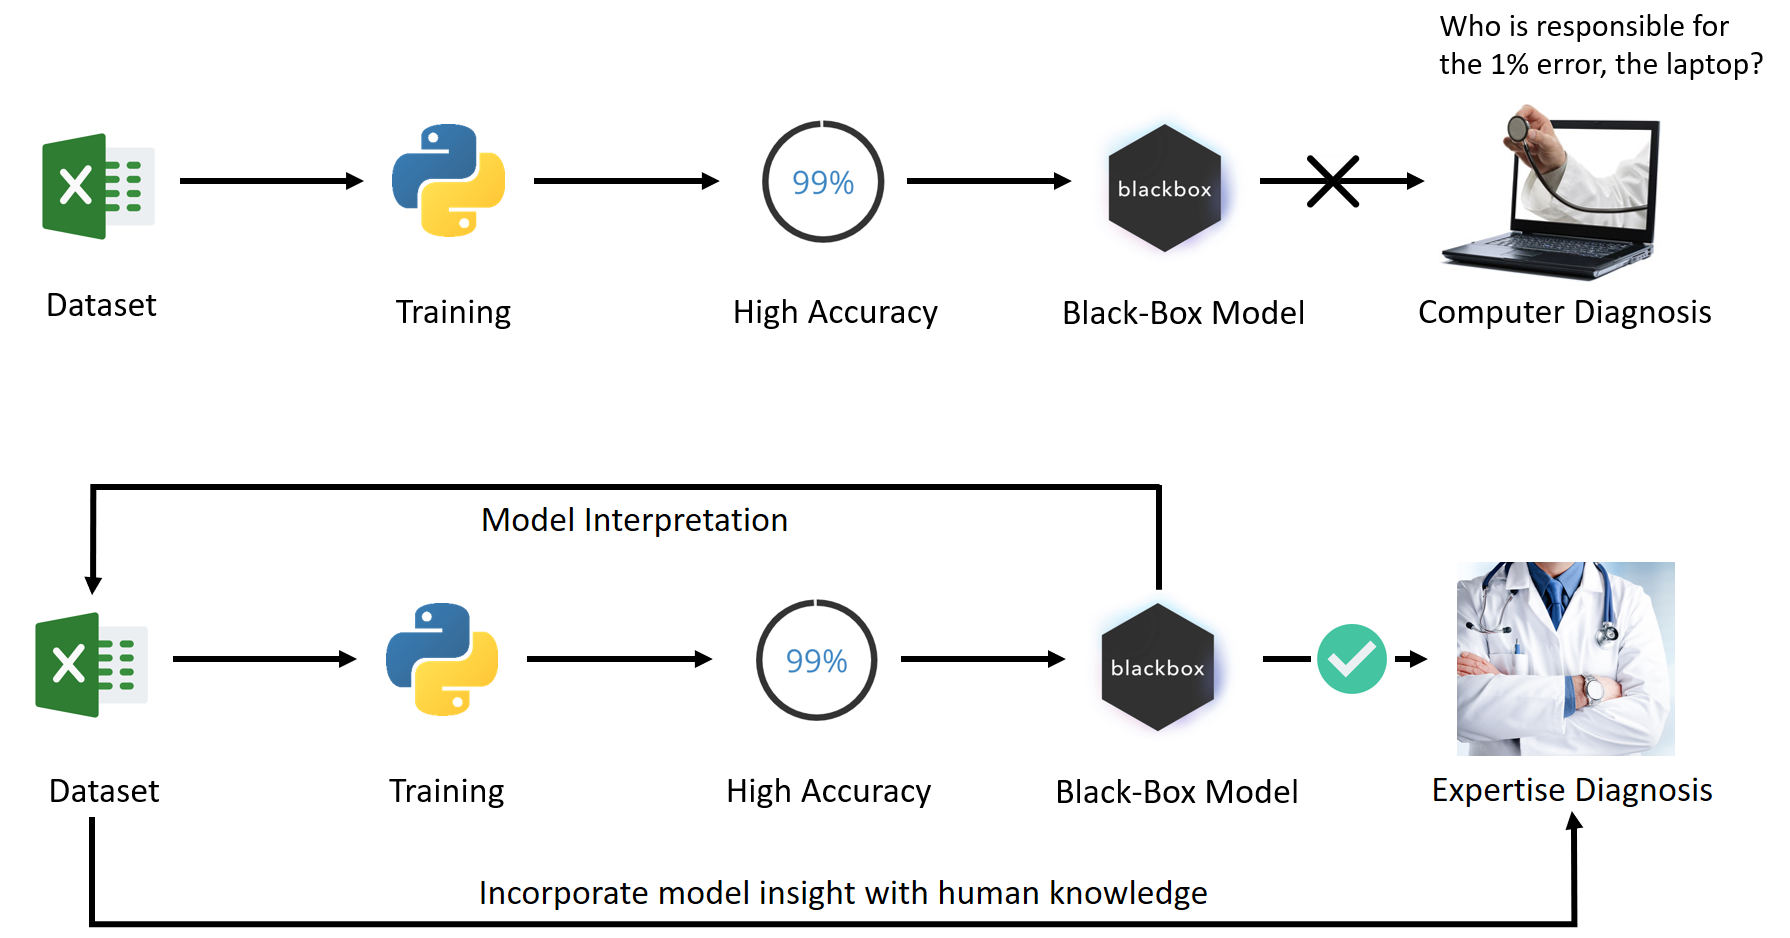 Who is responsible for
the 1% error, the laptop?
X
99%
blackbox
Dataset
Training
High Accuracy
Black-Box Model
Computer Diagnosis
Model Interpretation
X
99%
blackbox
Dataset
Training
High Accuracy
Black-Box Model
Expertise Diagnosis
Incorporate model insight with human knowledge